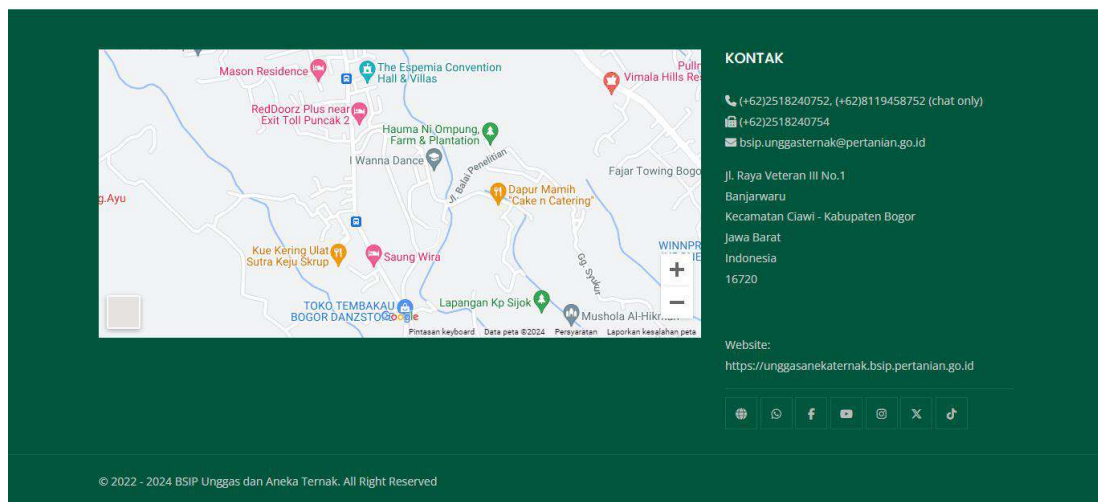 Mason Residence
The Espemia Convention
Hall & Villas
Vimala Hills
RedDoorz Plus near
Exit Toll Puncak 2
Hauma Ni Ompung,
Farm & Plantation
I Wanna Dance
Jl. Balai Penelitian
Fajar Towing Bogo
g.Ayu
Dapur Mamih
"Cake n Catering"
Kue Kering Ulat
Sutra Keju Skrup
Saung Wira
Gg. Syukur
WINNPR
TOKO TEMBAKAU
BOGOR DANZSTO
Google
Lapangan Kp Sijok
Mushola Al-Hikm
Pintasan keyboard Data peta ©2024 Persyaratan Laporkan kesalahan peta
KONTAK
(+62)2518240752, (+62)8119458752 (chat only)
(+62)2518240754
bsip.unggasternak@pertanian.go.id
Jl. Raya Veteran III No.1
Banjarwaru
Kecamatan Ciawi - Kabupaten Bogor
Jawa Barat
Indonesia
16720
Website:
https://unggasanekaternak.bsip.pertanian.go.id
© 2022 - 2024 BSIP Unggas dan Aneka Ternak. All Right Reserved